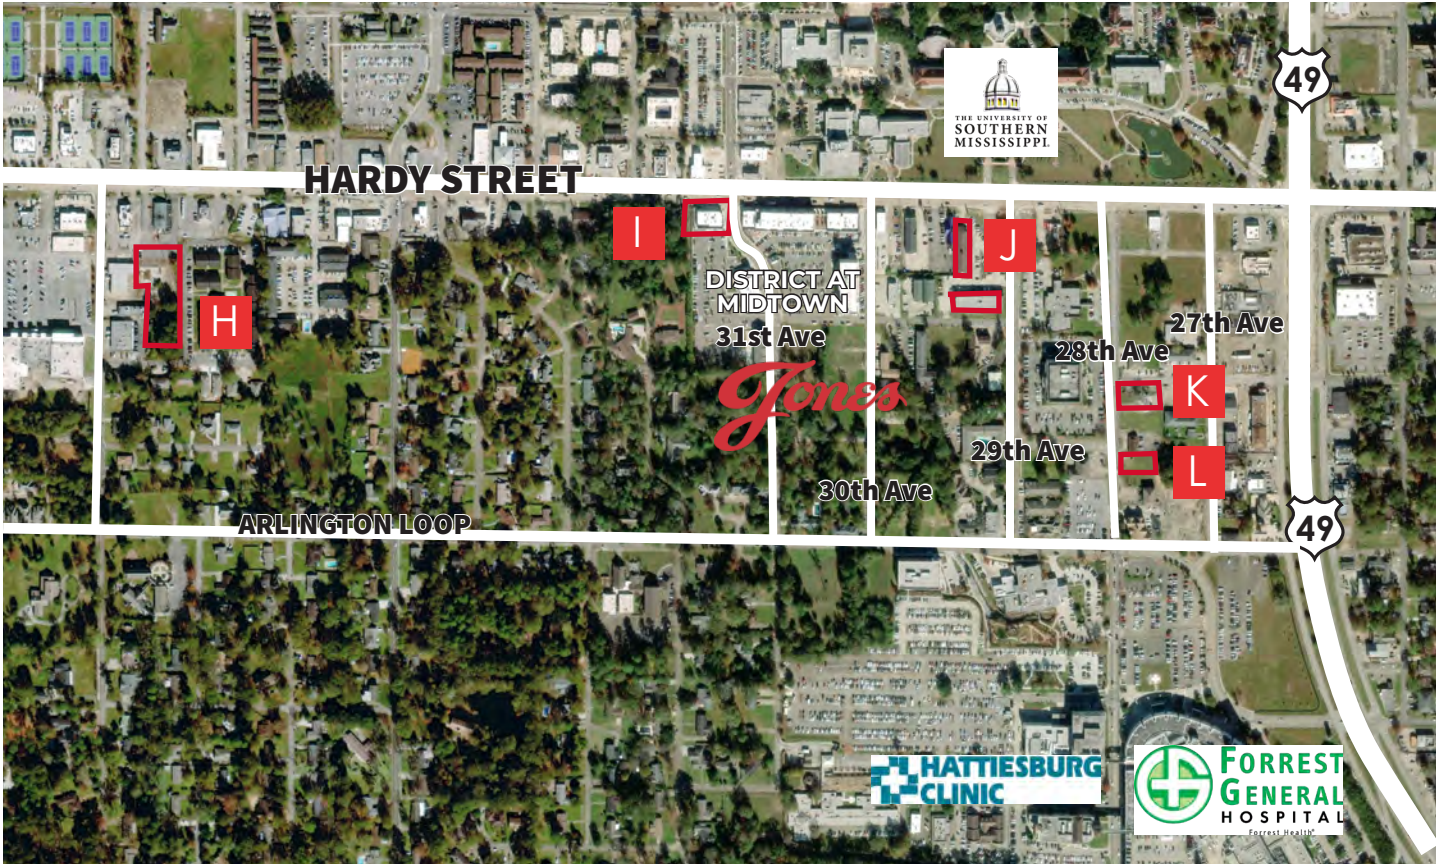 49
THE UNIVERSITY OF
SOUTHERN
MISSISSIPPI
HARDY STREET
I
J
DISTRICT AT
MIDTOWN
H
31st Ave
27th Ave
28th Ave
Jones
K
29th Ave
L
30th Ave
ARLINGTON LOOP
49
HATTIESBURG
CLINIC
FORREST
GENERAL
HOSPITAL
Forrest Health